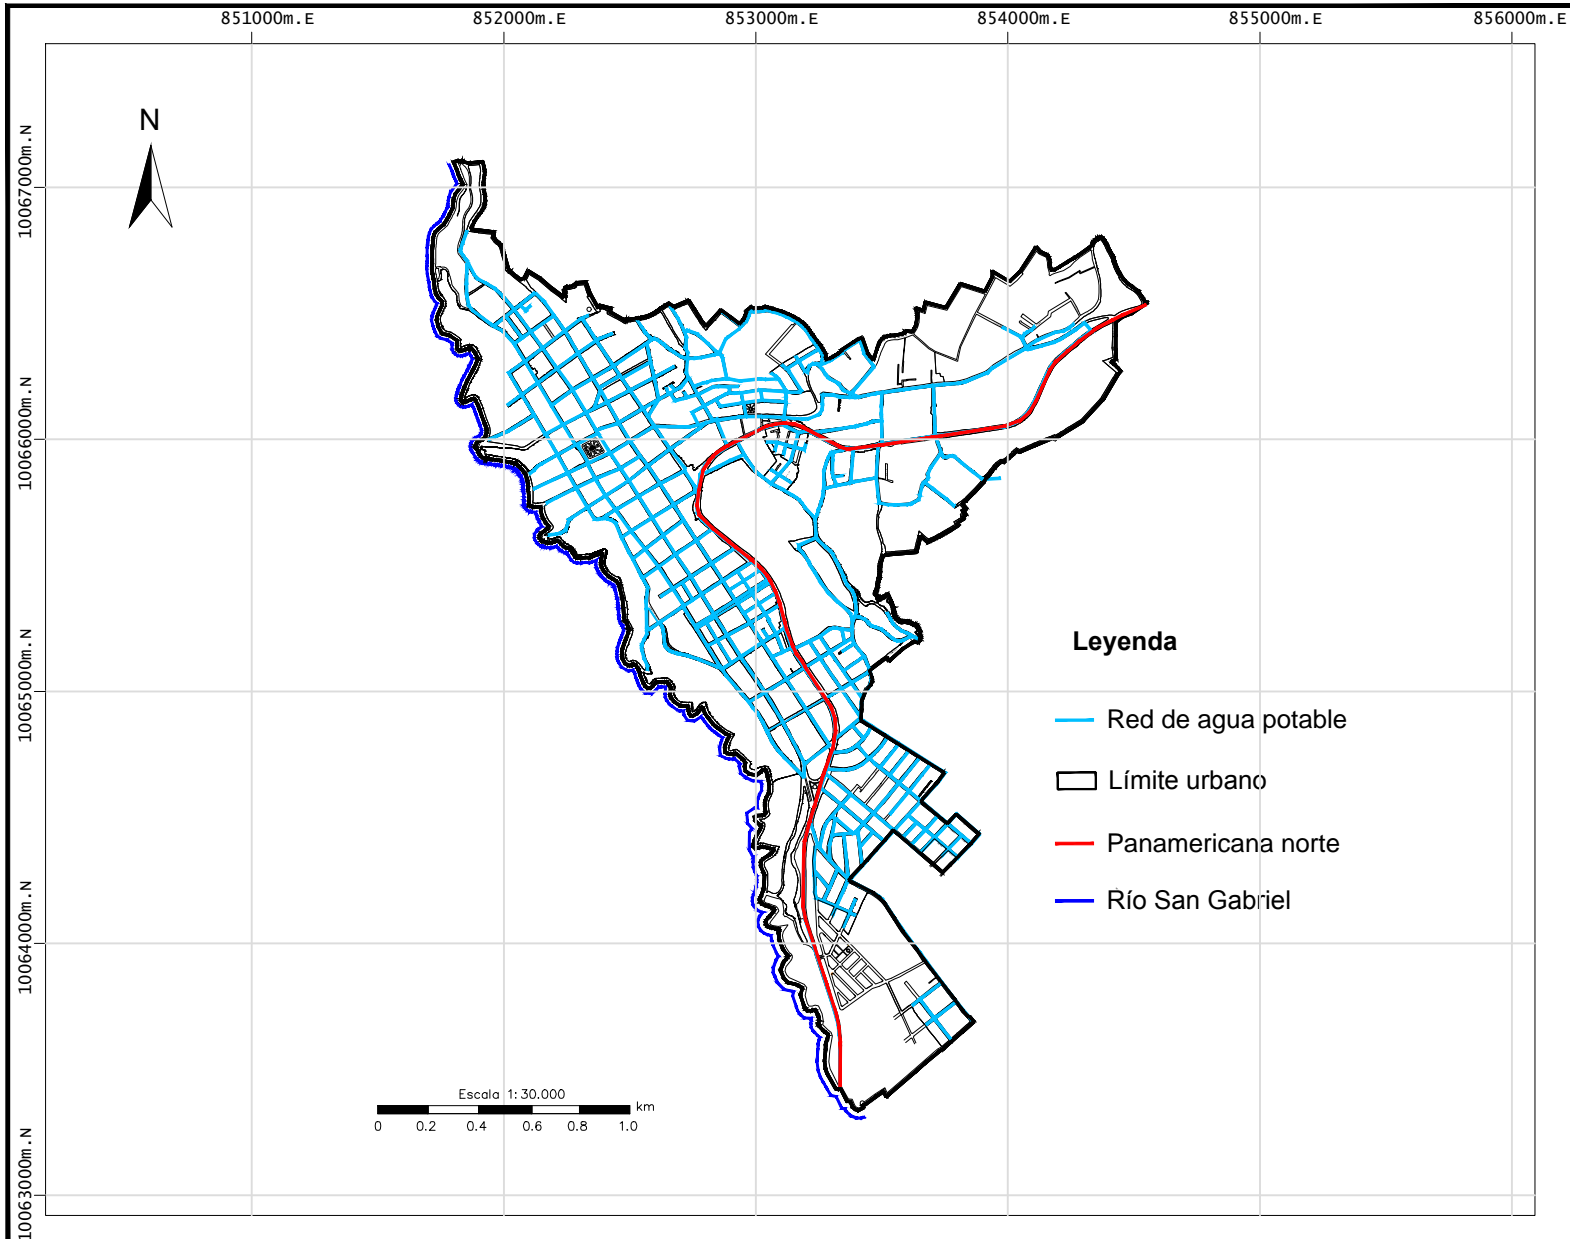 851000m.E 852000m.E 853000m.E 854000m.E 855000m.E 856000m.E
N
10067000m.N
10066000m.N
10065000m.N
10064000m.N
10063000m.N
Leyenda
Red de agua potable
Límite urbano
Panamericana norte
Río San Gabriel
Escala 1:30.000
km
0 0.2 0.4 0.6 0.8 1.0